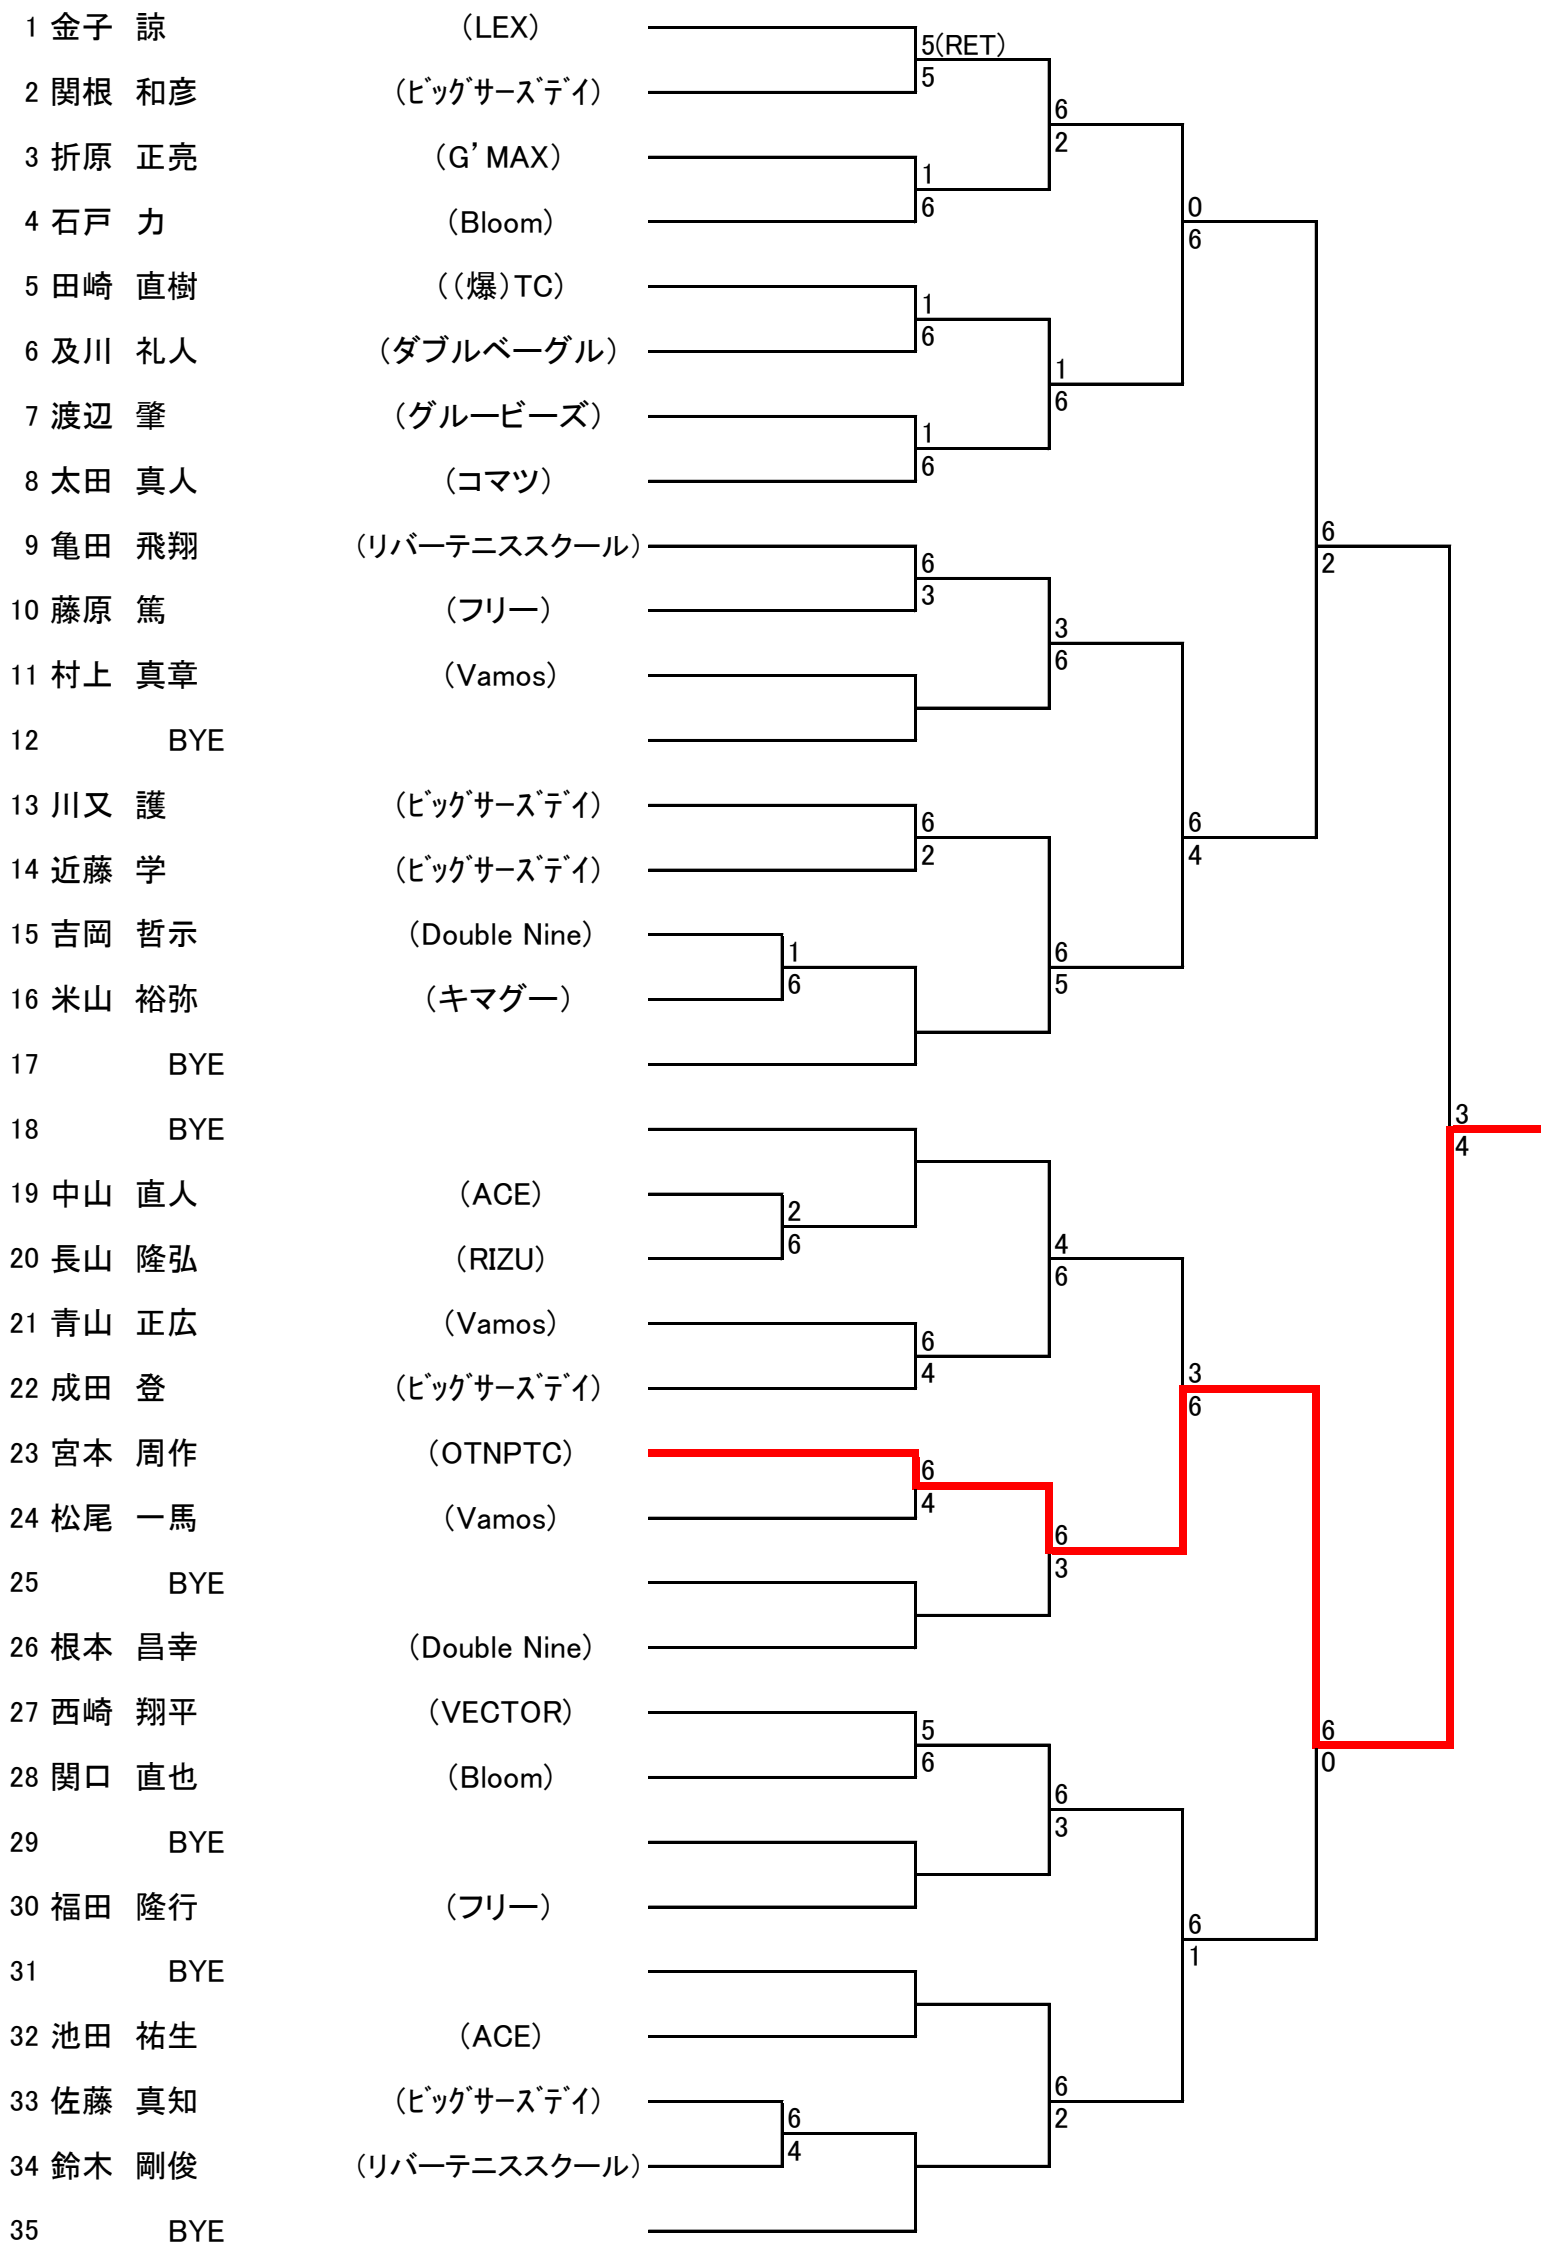 1 金子 諒 (LEX)
5(RET)
2 関根 和彦 (ﾋﾞｯｸﾞｻｰｽﾞﾃﾞｲ)
5
6
3 折原 正亮 (G’MAX)
2
1
4 石戸 力 (Bloom)
6
0
6
5 田崎 直樹 ((爆)TC)
1
6 及川 礼人 (ダブルベーグル)
6
1
7 渡辺 肇 (グルービーズ)
6
1
8 太田 真人 (コマツ)
6
9 亀田 飛翔 (リバーテニススクール)
6
6
2
10 藤原 篤 (フリー)
3
3
11 村上 真章 (Vamos)
6
12 BYE
13 川又 護 (ﾋﾞｯｸﾞｻｰｽﾞﾃﾞｲ)
6
6
14 近藤 学 (ﾋﾞｯｸﾞｻｰｽﾞﾃﾞｲ)
2
4
15 吉岡 哲示 (Double Nine)
1
6
16 米山 裕弥 (キマグー)
6
5
17 BYE
18 BYE
3
4
19 中山 直人 (ACE)
2
20 長山 隆弘 (RIZU)
6
4
6
21 青山 正広 (Vamos)
6
22 成田 登 (ﾋﾞｯｸﾞｻｰｽﾞﾃﾞｲ)
4
3
6
23 宮本 周作 (OTNPTC)
6
24 松尾 一馬 (Vamos)
4
6
25 BYE
3
26 根本 昌幸 (Double Nine)
27 西崎 翔平 (VECTOR)
5
6
28 関口 直也 (Bloom)
6
0
6
29 BYE
3
30 福田 隆行 (フリー)
6
31 BYE
1
32 池田 祐生 (ACE)
33 佐藤 真知 (ﾋﾞｯｸﾞｻｰｽﾞﾃﾞｲ)
6
6
34 鈴木 剛俊 (リバーテニススクール)
4
2
35 BYE